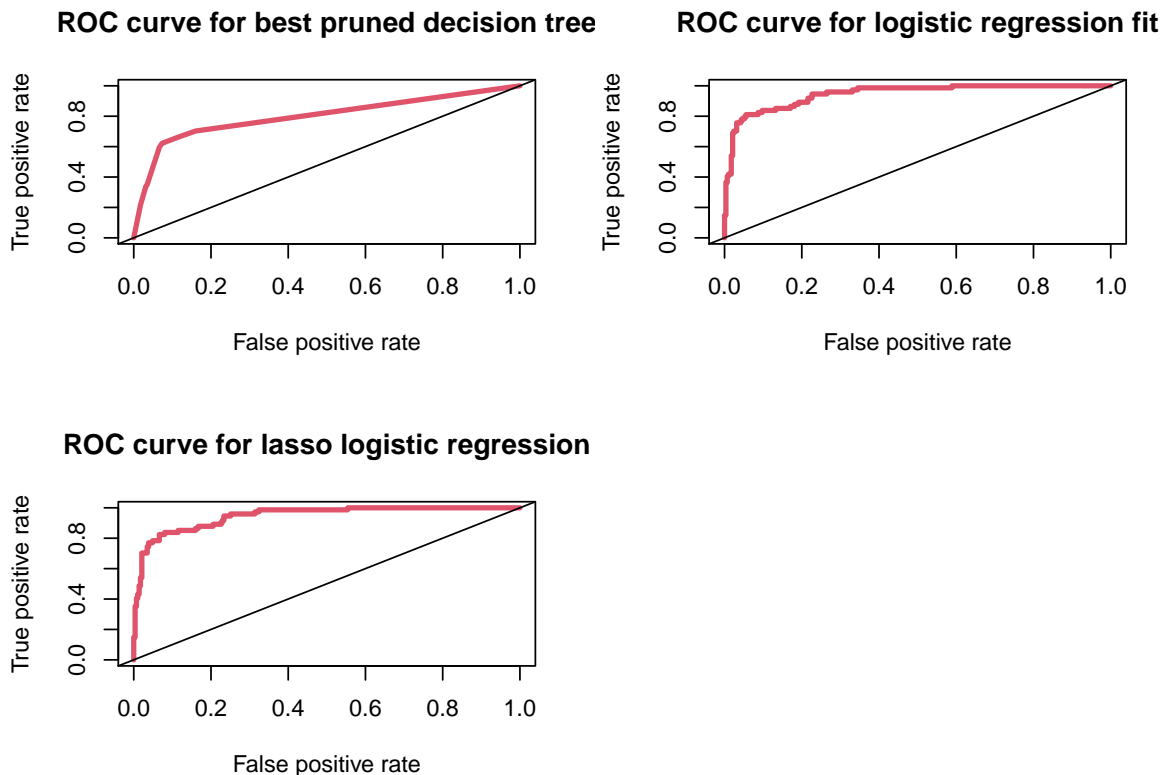 ROC curve for best pruned decision tree
True positive rate
0.0 0.4 0.8
0.0 0.2 0.4 0.6 0.8 1.0
False positive rate
ROC curve for logistic regression fit
True positive rate
0.0 0.4 0.8
0.0 0.2 0.4 0.6 0.8 1.0
False positive rate
ROC curve for lasso logistic regression
True positive rate
0.0 0.4 0.8
0.0 0.2 0.4 0.6 0.8 1.0
False positive rate